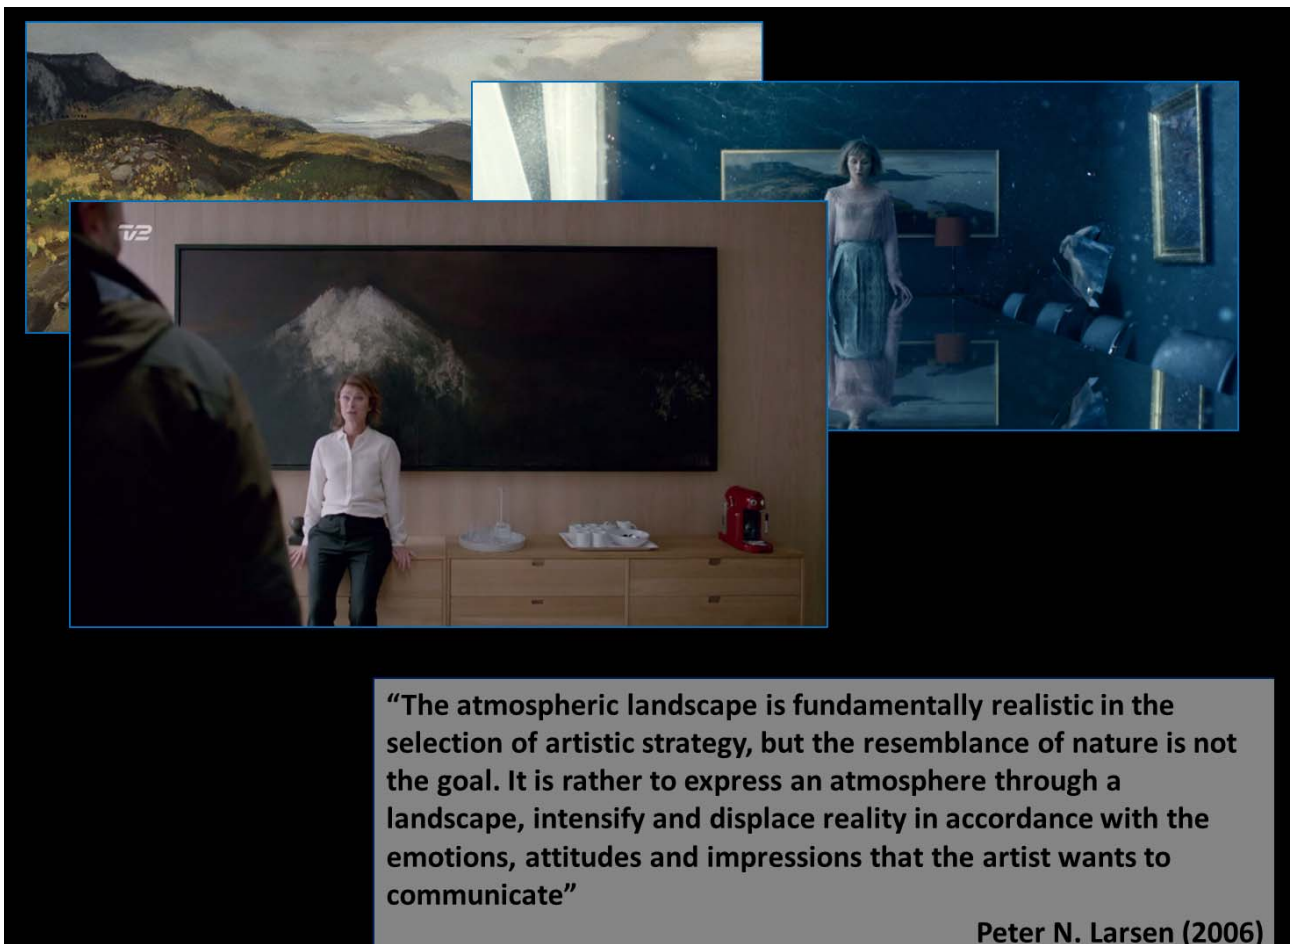 TV2
“The atmospheric landscape is fundamentally realistic in the
selection of artistic strategy, but the resemblance of nature is not
the goal. It is rather to express an atmosphere through a
landscape, intensify and displace reality in accordance with the
emotions, attitudes and impressions that the artist wants to
communicate”
Peter N. Larsen (2006)